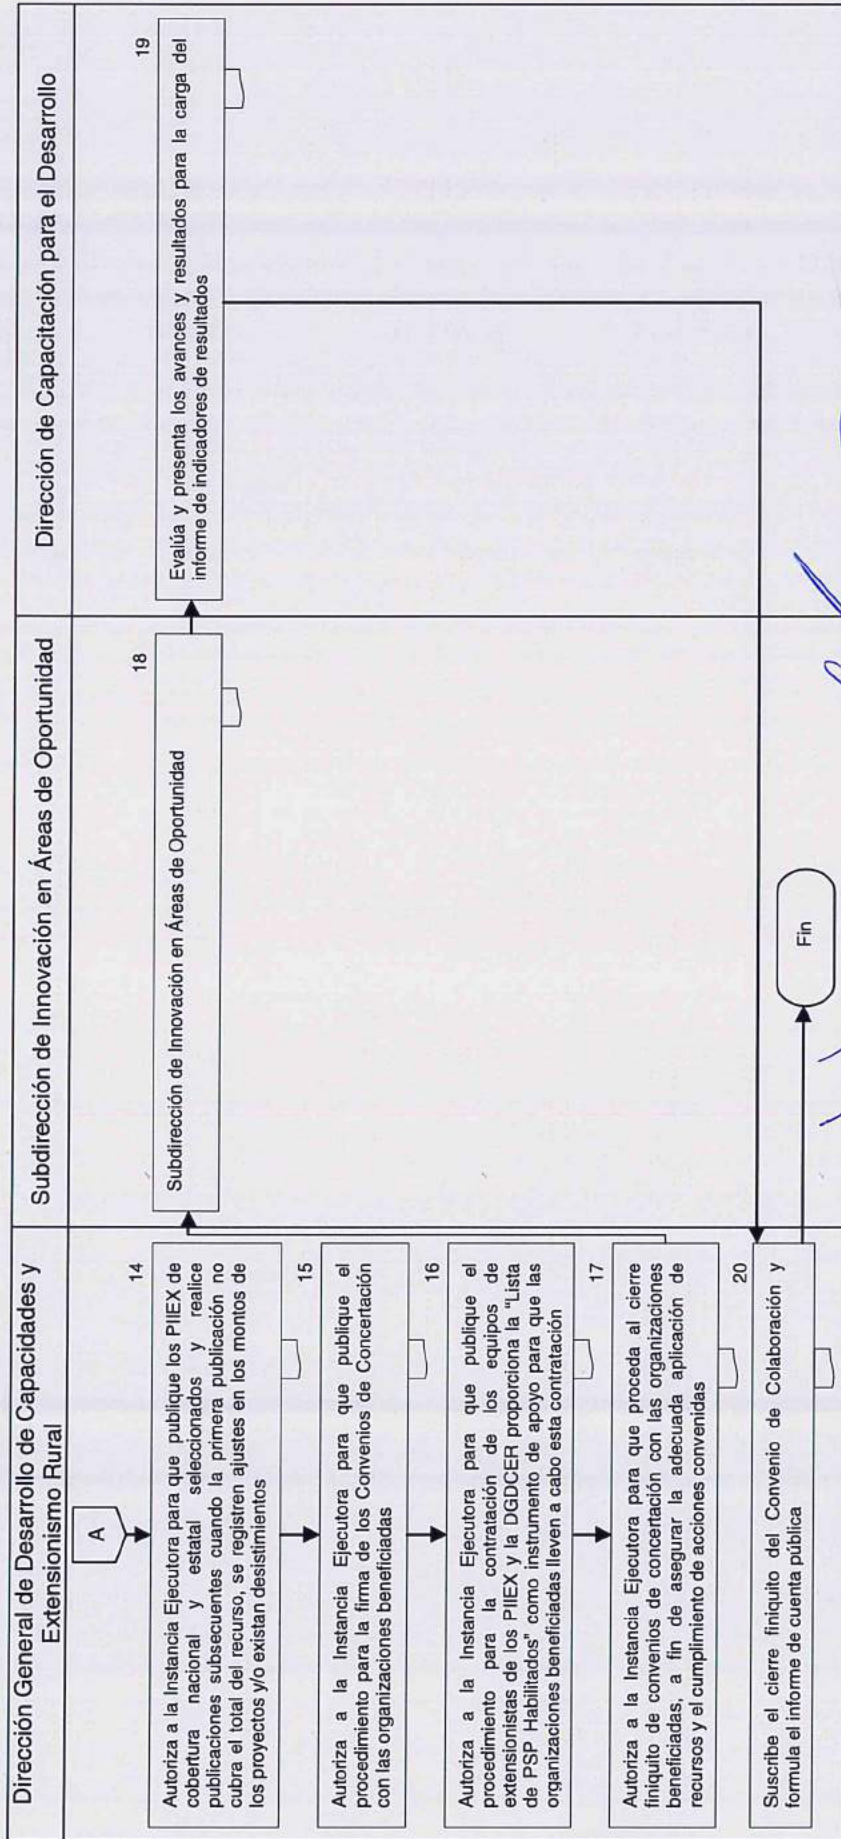 Dirección General de Desarrollo de Capacidades y
Extensionismo Rural
Subdirección de Innovación en Áreas de Oportunidad
Dirección de Capacitación para el Desarrollo
A
14
Autoriza a la Instancia Ejecutora para que publique los PIIEX de
cobertura nacional y estatal seleccionados y realice
publicaciones subsecuentes cuando la primera publicación no
cubra el total del recurso, se registren ajustes en los montos de
los proyectos y/o existan desistimientos
15
Autoriza a la Instancia Ejecutora para que publique el
procedimiento para la firma de los Convenios de Concertación
con las organizaciones beneficiadas
16
Autoriza a la Instancia Ejecutora para que publique el
procedimiento para la contratación de los equipos de
extensionistas de los PIIEX y la DGDCER proporciona la “Lista
de PSP Habilitados” como instrumento de apoyo para que las
organizaciones beneficiadas lleven a cabo esta contratación
17
Autoriza a la Instancia Ejecutora para que proceda al cierre
finiquito de convenios de concertación con las organizaciones
beneficiadas, a fin de asegurar la adecuada aplicación de
recursos y el cumplimiento de acciones convenidas
18
Subdirección de Innovación en Áreas de Oportunidad
19
Evalúa y presenta los avances y resultados para la carga del
informe de indicadores de resultados
20
Suscribe el cierre finiquito del Convenio de Colaboración y
formula el informe de cuenta pública
Fin